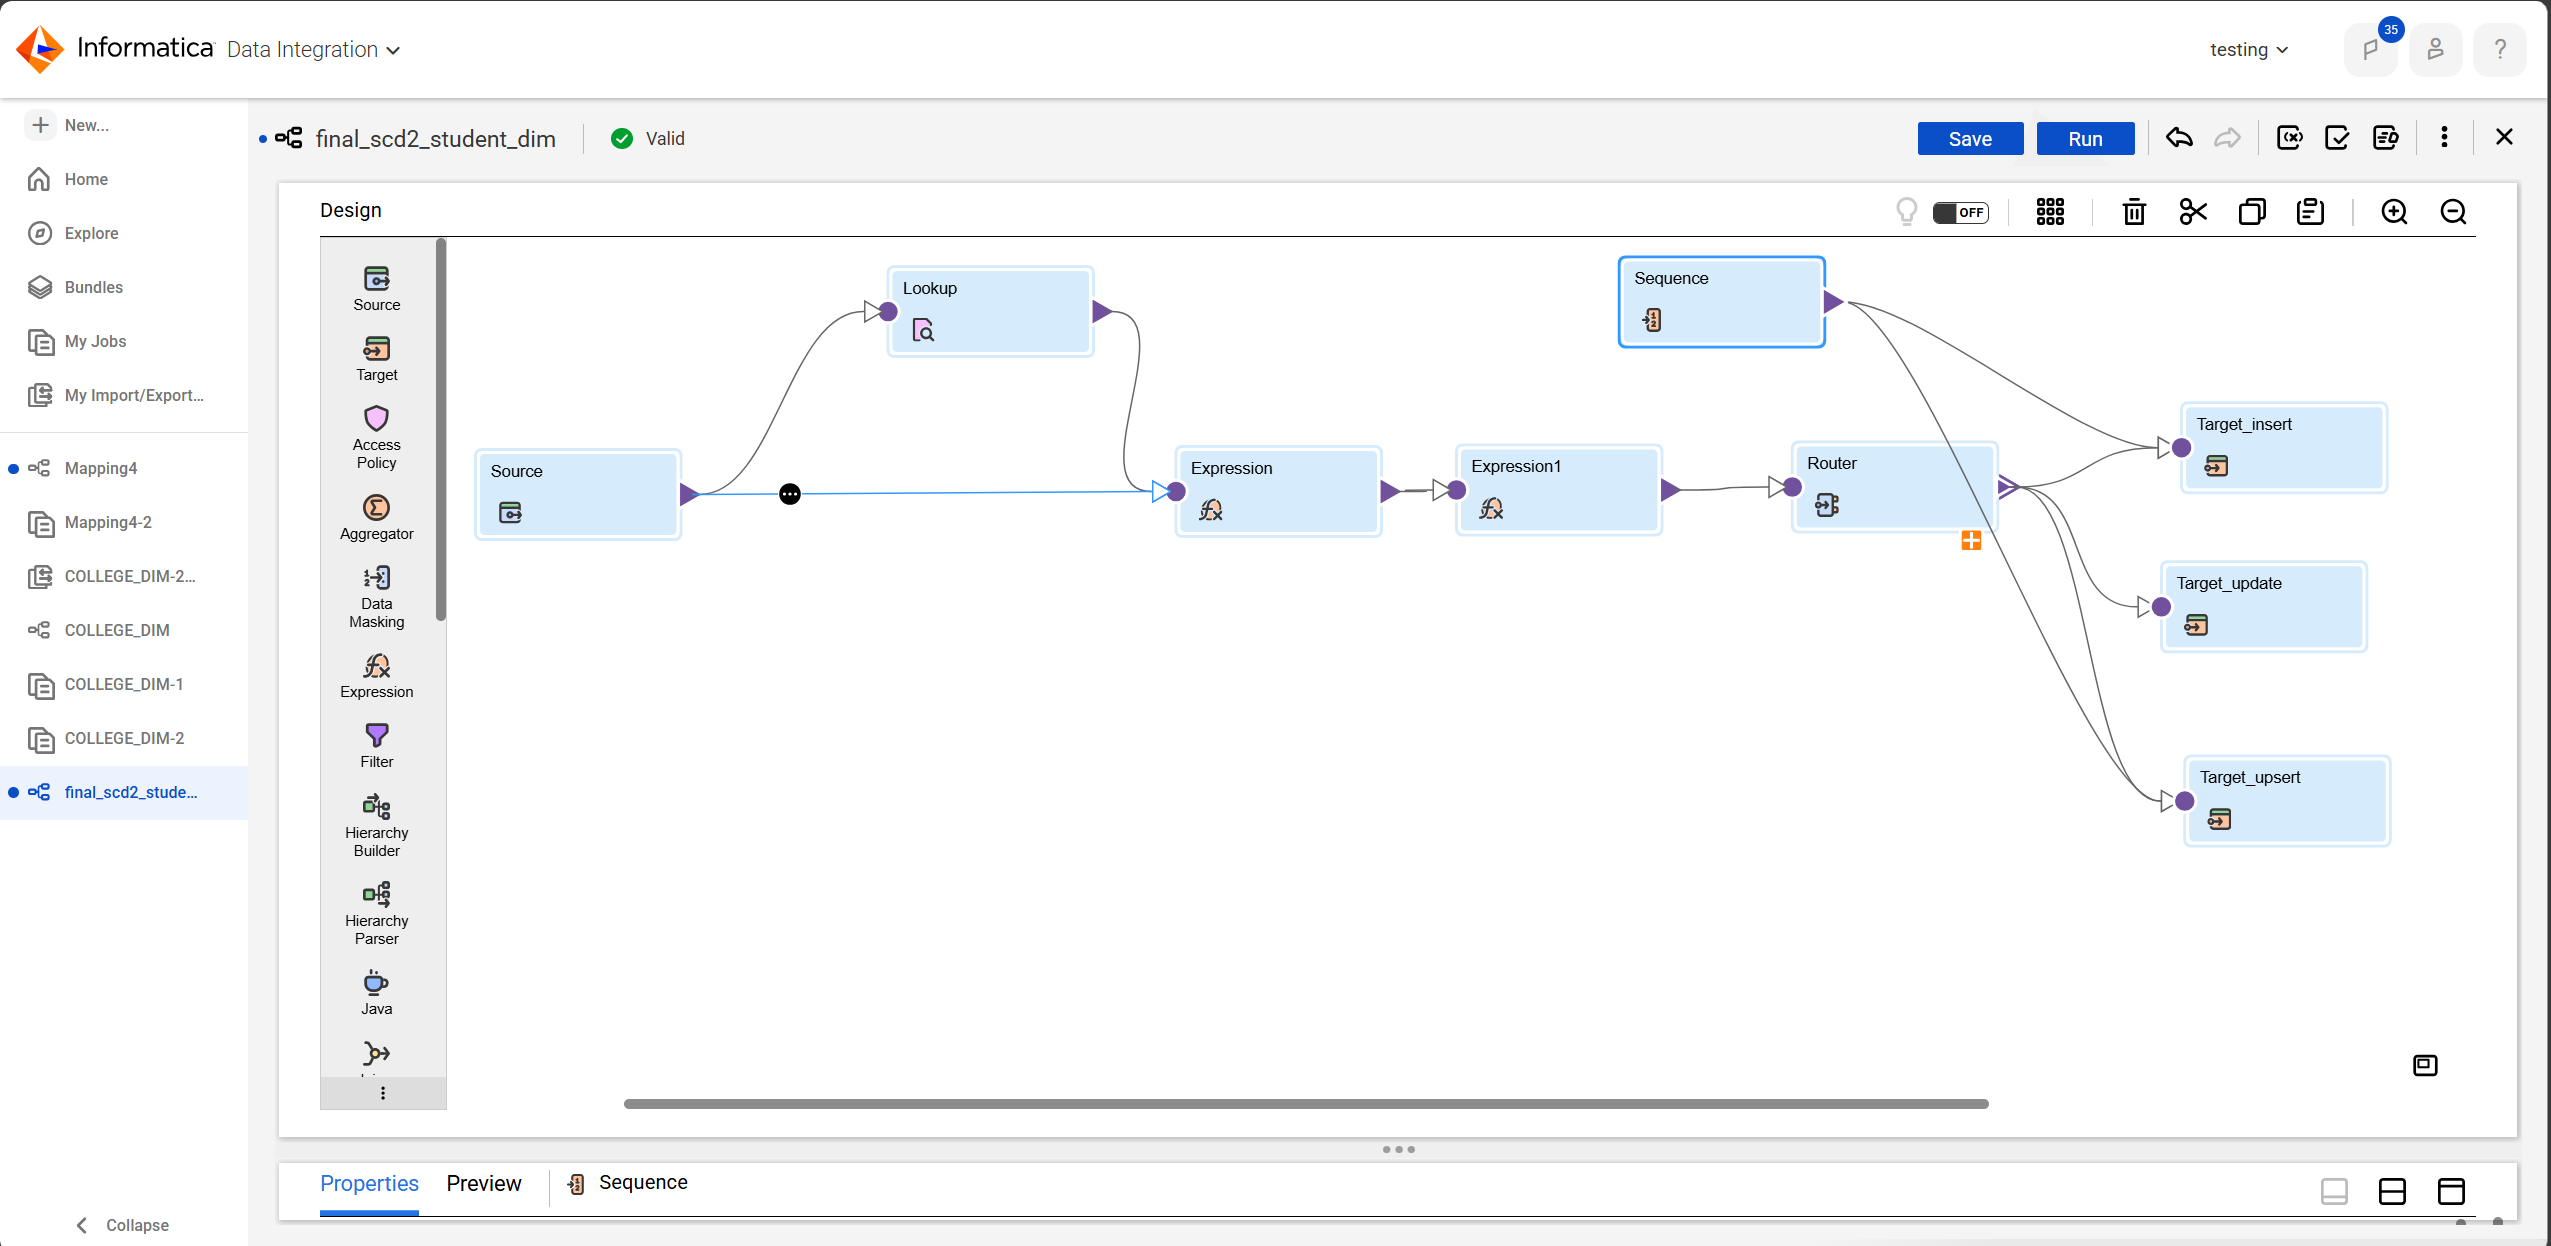 Informatica Data Integration
testing
35
?
New...
Home
Explore
Bundles
My Jobs
My Import/Export...
Mapping4
Mapping4-2
COLLEGE_DIM-2...
COLLEGE_DIM
COLLEGE_DIM-1
COLLEGE_DIM-2
final_scd2_stude...
Collapse
final_scd2_student_dim
Valid
Save
Run
Design
OFF
Source
Target
Access
Policy
Aggregator
Data
Masking
Expression
Filter
Hierarchy
Builder
Hierarchy
Parser
Java
Source
Lookup
Expression
Expression1
Sequence
Router
Target_insert
Target_update
Target_upsert
Properties
Preview
Sequence